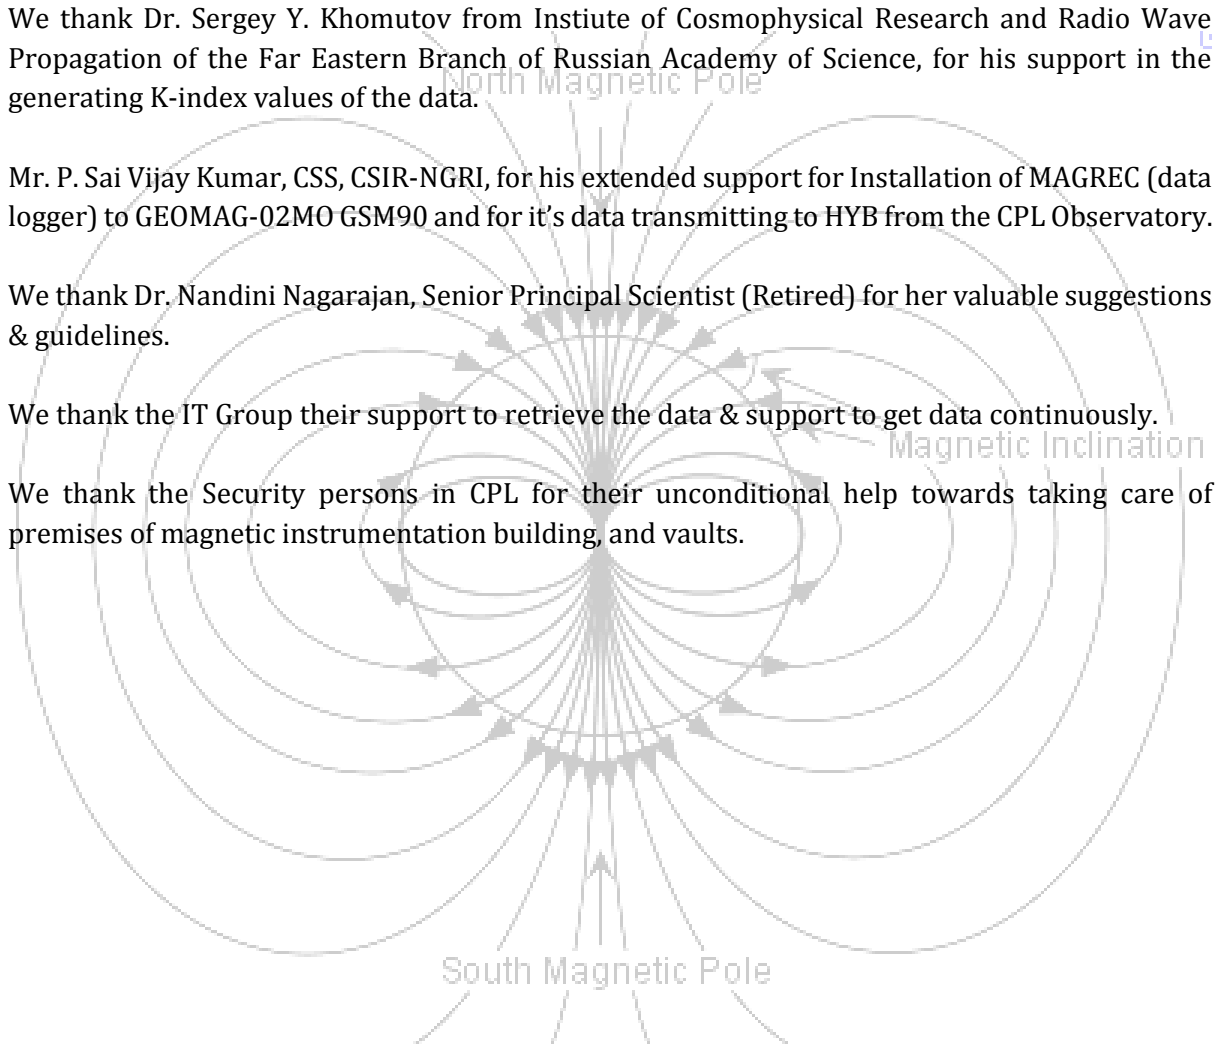 We thank Dr. Sergey Y. Khomutov from Instiute of Cosmophysical Research and Radio Wave
Propagation of the Far Eastern Branch of Russian Academy of Science, for his support in the
North Magnetic Pole
generating K-index values of the data.
Mr. P. Sai Vijay Kumar, CSS, CSIR-NGRI, for his extended support for Installation of MAGREC (data
logger) to GEOMAG-02MO GSM90 and for it's data transmitting to HYB from the CPL Observatory.
We thank Dr. Nandini Nagarajan, Senior Principal Scientist (Retired) for her valuable suggestions
& guidelines.
We thank the IT Group their support to retrieve the data & support to get data continuously.
Magnetic Inclination
We thank the Security persons in CPL for their unconditional help towards taking care of
premises of magnetic instrumentation building, and vaults.
South Magnetic Pole